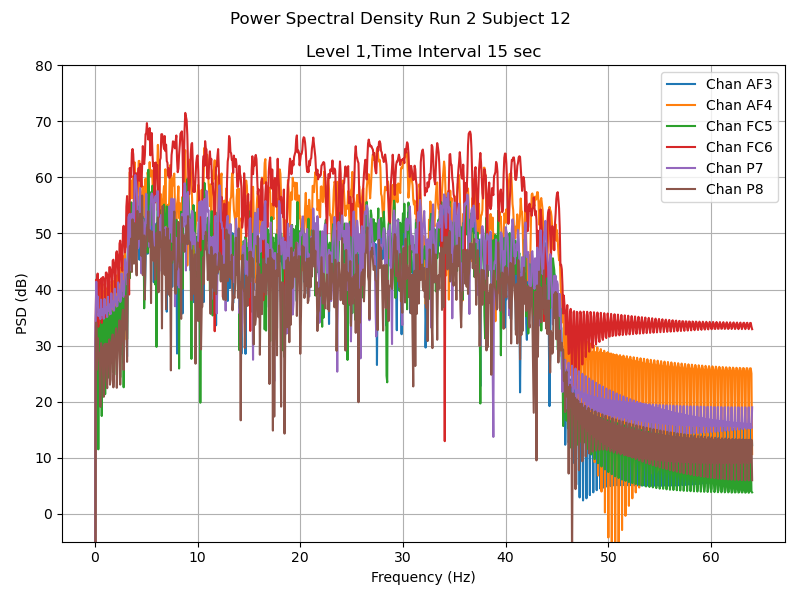 Power Spectral Density Run 2 Subject 12
Level 1,Time Interval 15 sec
80
70
60
50
40
30
20
10
0
PSD (dB)
Chan AF3
Chan AF4
Chan FC5
Chan FC6
Chan P7
Chan P8
0 10 20 30 40 50 60
Frequency (Hz)